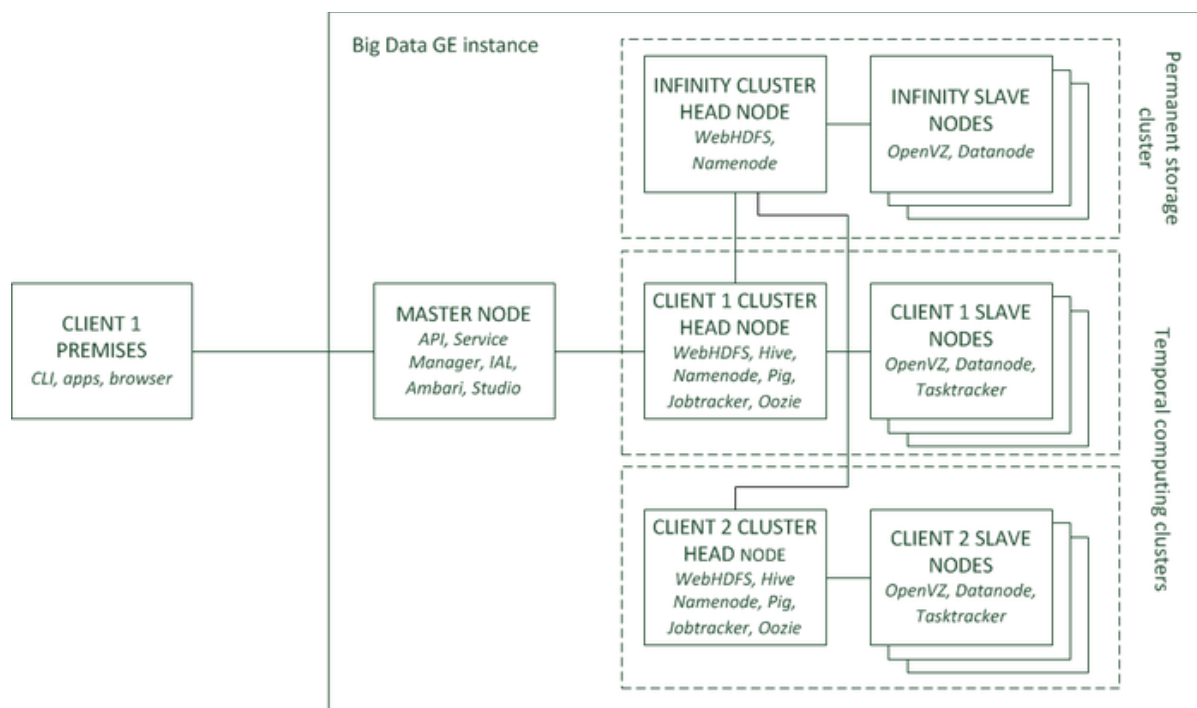 Big Data GE instance
INFINITY CLUSTER
HEAD NODE
WebHDFS,
Namenode
INFINITY SLAVE
NODES
OpenVZ, Datanode
Permanent storage
cluster
CLIENT 1
PREMISES
CLI, apps, browser
MASTER NODE
API, Service
Manager, IAL,
Ambari, Studio
CLIENT 1 CLUSTER
HEAD NODE
WebHDFS, Hive,
Namenode, Pig,
Jobtracker, Oozie
CLIENT 1 SLAVE
NODES
OpenVZ, Datanode,
Tasktracker
Temporal computing clusters
CLIENT 2 CLUSTER
HEAD NODE
WebHDFS, Hive
Namenode, Pig,
Jobtracker, Oozie
CLIENT 2 SLAVE
NODES
OpenVZ, Datanode,
Tasktracker